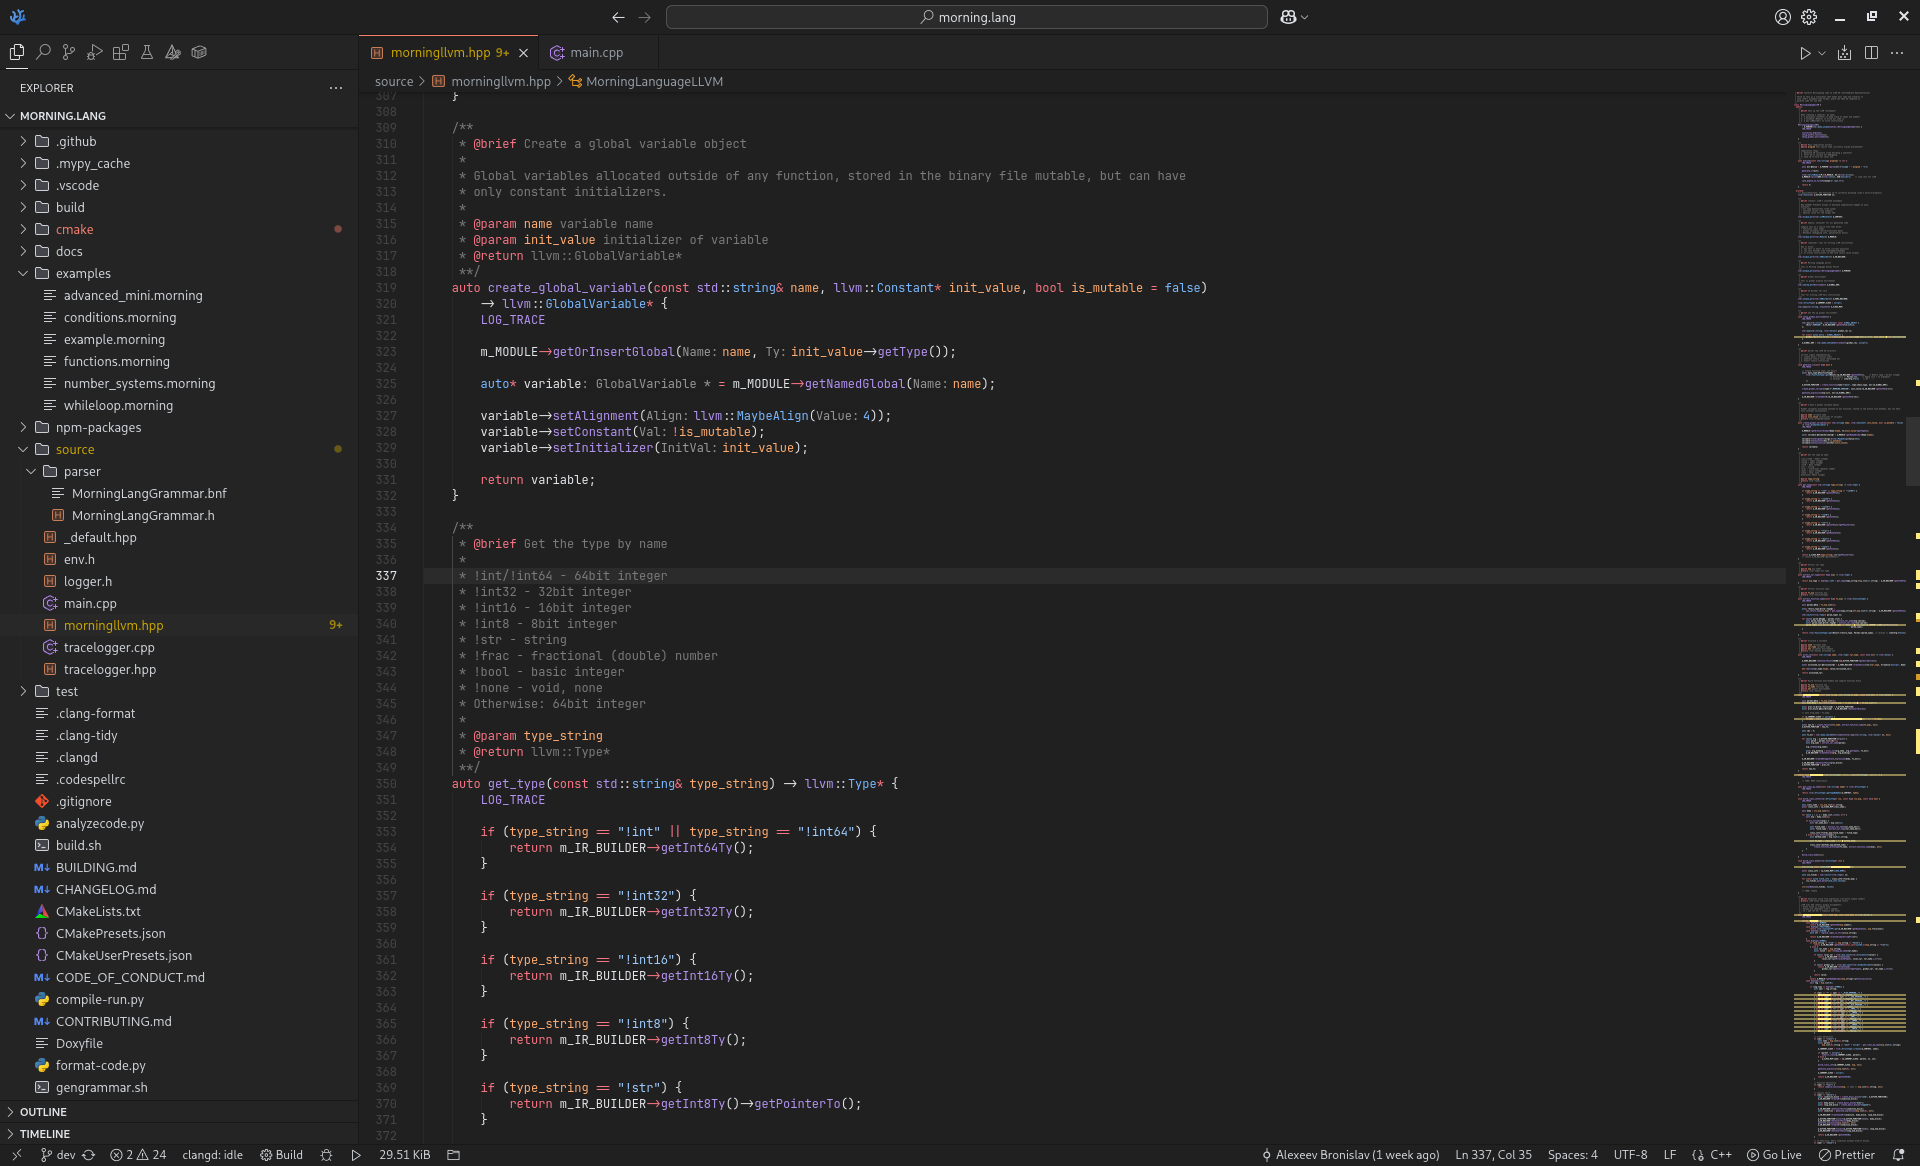 morning.lang
EXPLORER
MORNING.LANG
.github
.mypy_cache
.vscode
build
cmake
docs
examples
advanced_mini.morning
conditions.morning
example.morning
functions.morning
number_systems.morning
whileloop.morning
npm-packages
source
parser
MorningLangGrammar.bnf
MorningLangGrammar.h
_default.hpp
env.h
logger.h
main.cpp
morningllvm.hpp 9+
tracelogger.cpp
tracelogger.hpp
test
.clang-format
.clang-tidy
.clangd
.codespellrc
.gitignore
analyzecode.py
build.sh
BUILDING.md
CHANGELOG.md
CMakeLists.txt
CMakePresets.json
CMakeUserPresets.json
CODE_OF_CONDUCT.md
compile-run.py
CONTRIBUTING.md
Doxyfile
format-code.py
gengrammar.sh
OUTLINE
TIMELINE
morningllvm.hpp 9+ main.cpp
source > morningllvm.hpp > MorningLanguageLLVM
307 }
308
309 /**
310 * @brief Create a global variable object
311 *
312 * Global variables allocated outside of any function, stored in the binary file mutable, but can have
313 * only constant initializers.
314 *
315 * @param name variable name
316 * @param init_value initializer of variable
317 * @return llvm::GlobalVariable*
318 **/
319 auto create_global_variable(const std::string& name, llvm::Constant* init_value, bool is_mutable = false)
320 -> llvm::GlobalVariable* {
321 LOG_TRACE
322
323 m_MODULE->getOrInsertGlobal(Name: name, Ty: init_value->getType());
324
325 auto* variable: GlobalVariable * = m_MODULE->getNamedGlobal(Name: name);
326
327 variable->setAlignment(Align: llvm::MaybeAlign(Value: 4));
328 variable->setConstant(Val: !is_mutable);
329 variable->setInitializer(InitVal: init_value);
330
331 return variable;
332 }
333
334 /**
335 * @brief Get the type by name
336 *
337 * !int/!int64 - 64bit integer
338 * !int32 - 32bit integer
339 * !int16 - 16bit integer
340 * !int8 - 8bit integer
341 * !str - string
342 * !frac - fractional (double) number
343 * !bool - basic integer
344 * !none - void, none
345 * Otherwise: 64bit integer
346 *
347 * @param type_string
348 * @return llvm::Type*
349 **/
350 auto get_type(const std::string& type_string) -> llvm::Type* {
351 LOG_TRACE
352
353 if (type_string == "!int" || type_string == "!int64") {
354 return m_IR_BUILDER->getInt64Ty();
355 }
356
357 if (type_string == "!int32") {
358 return m_IR_BUILDER->getInt32Ty();
359 }
360
361 if (type_string == "!int16") {
362 return m_IR_BUILDER->getInt16Ty();
363 }
364
365 if (type_string == "!int8") {
366 return m_IR_BUILDER->getInt8Ty();
367 }
368
369 if (type_string == "!str") {
370 return m_IR_BUILDER->getInt8Ty()->getPointerTo();
371 }
372
dev 2 24 clangd: idle Build 29.51 KiB Alexeev Bronislav (1 week ago) Ln 337, Col 35 Spaces: 4 UTF-8 LF C++ Go Live Prettier